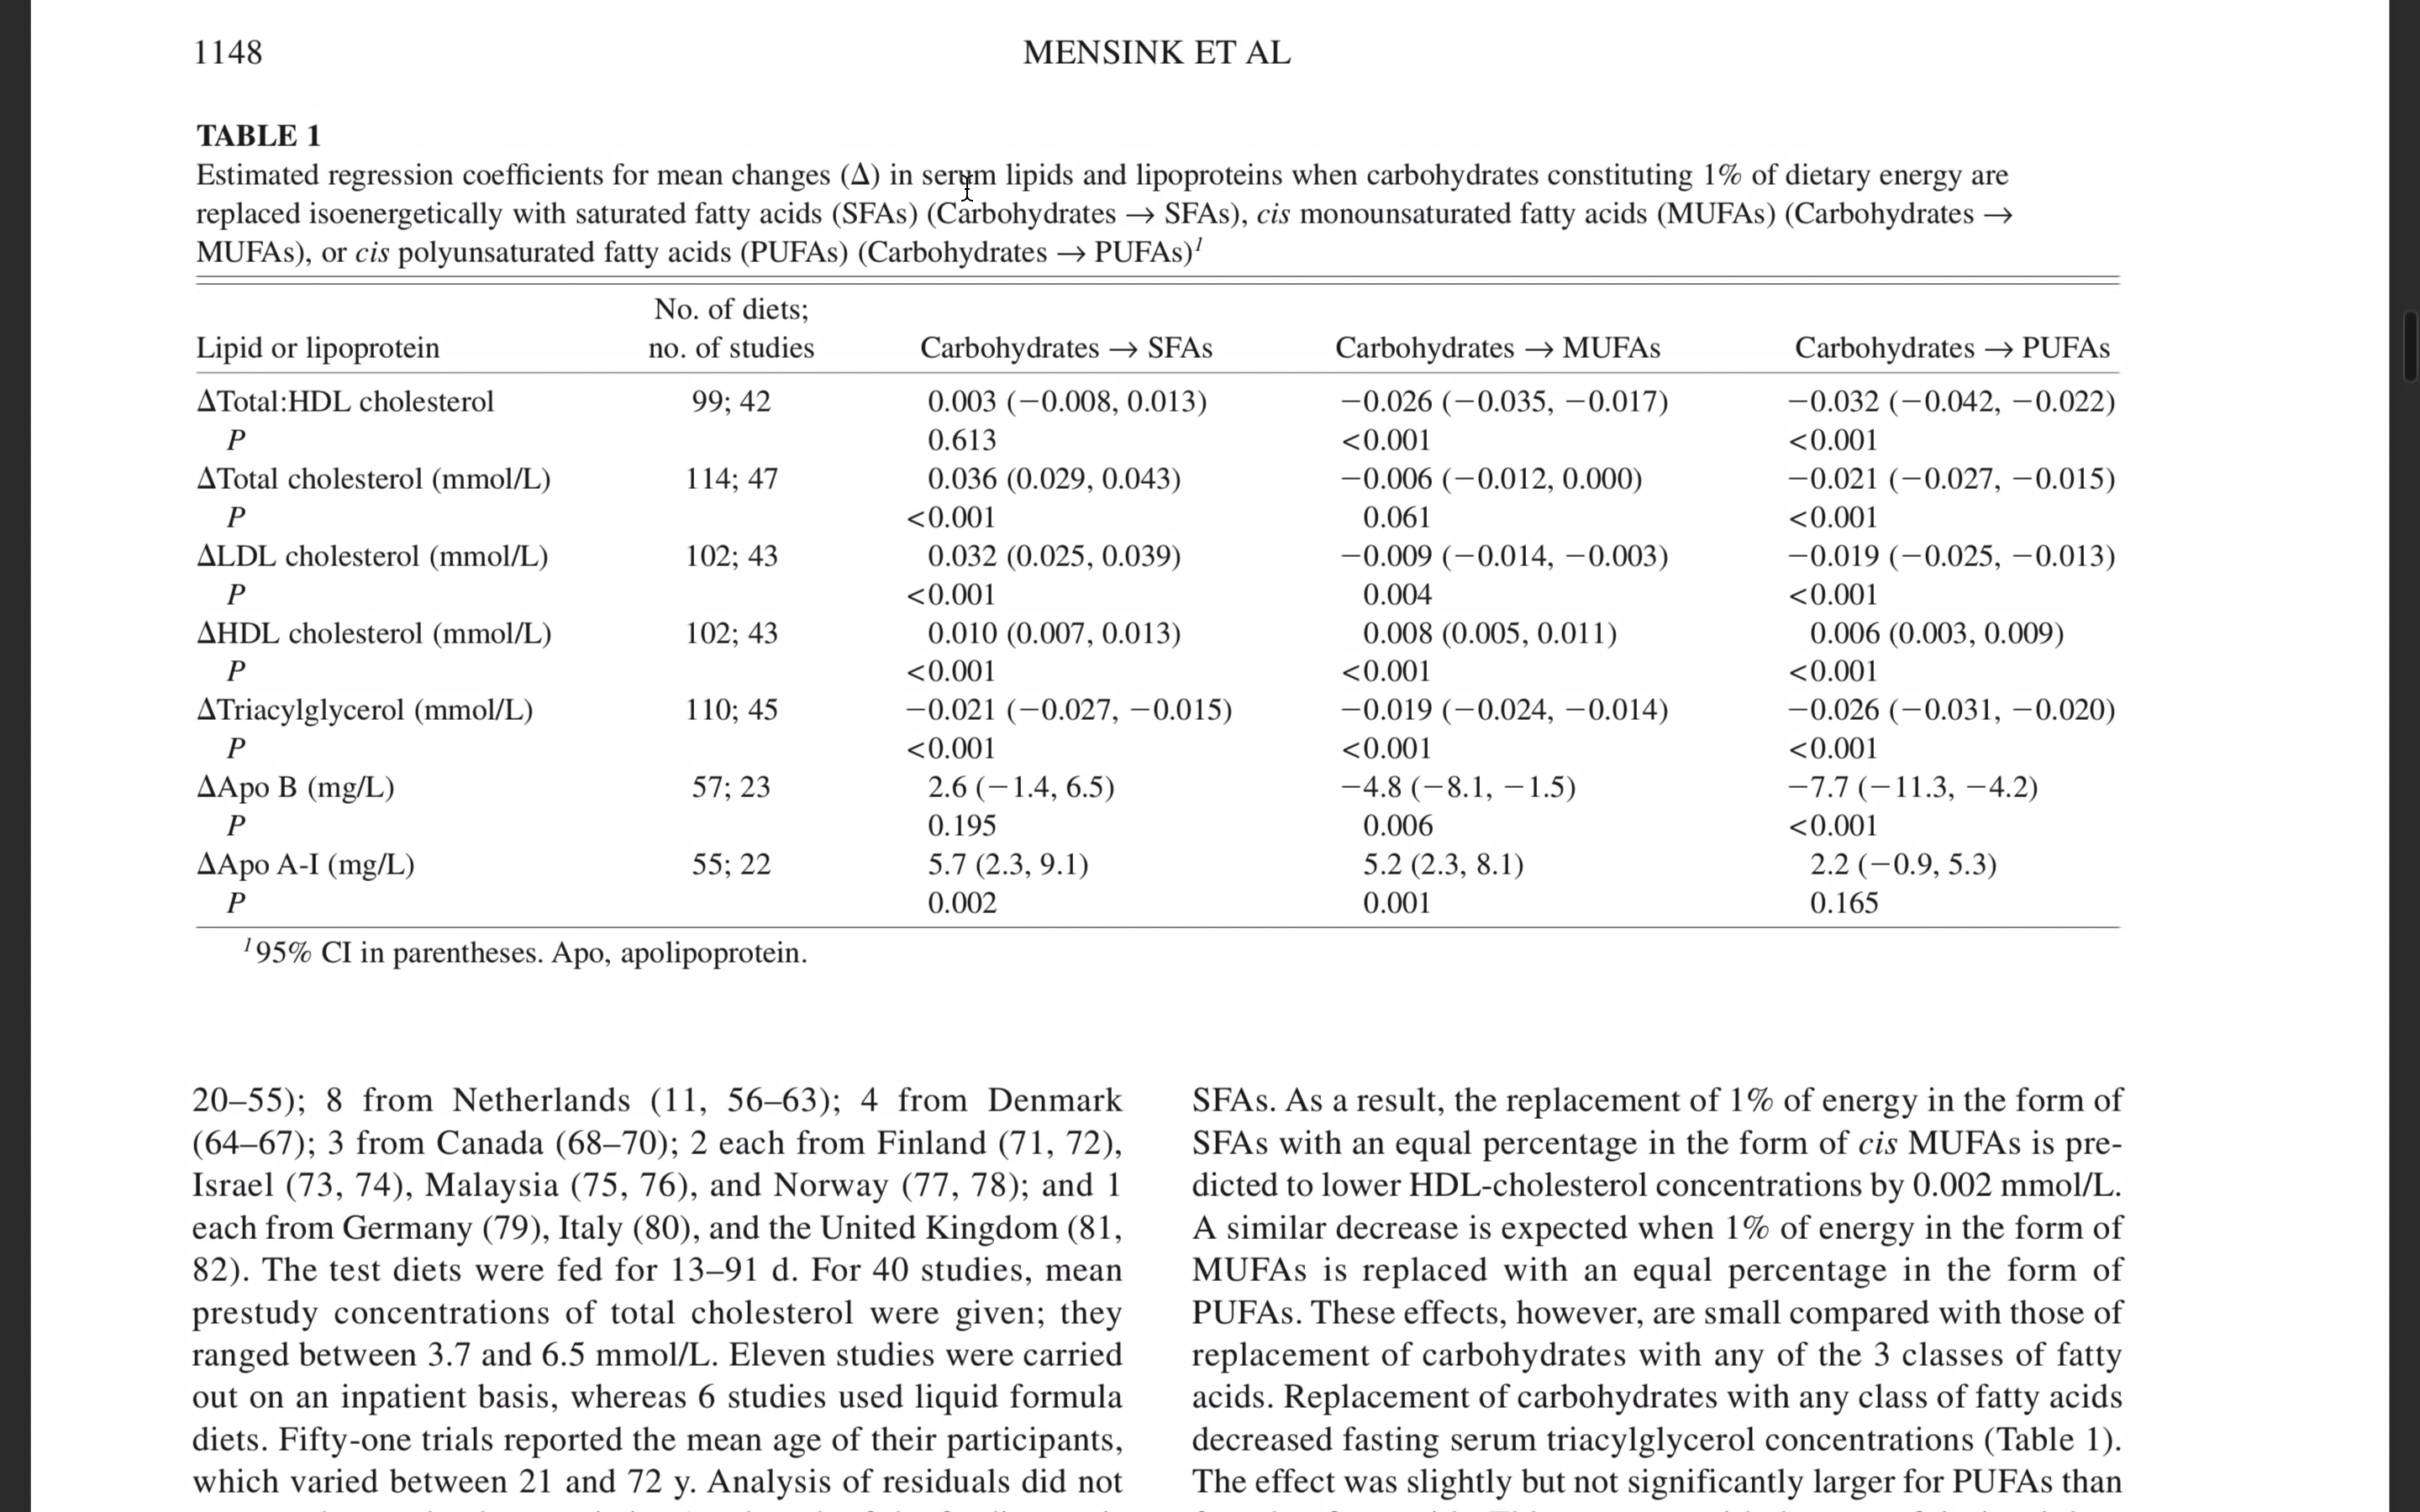 1148
MENSINK ET AL
TABLE 1
Estimated regression coefficients for mean changes (Δ) in serum lipids and lipoproteins when carbohydrates constituting 1% of dietary energy are
replaced isoenergetically with saturated fatty acids (SFAs) (Carbohydrates → SFAs), cis monounsaturated fatty acids (MUFAs) (Carbohydrates →
MUFAs), or cis polyunsaturated fatty acids (PUFAs) (Carbohydrates → PUFAs)1
No. of diets;
Lipid or lipoprotein no. of studies Carbohydrates → SFAs Carbohydrates → MUFAs Carbohydrates → PUFAs
ΔTotal:HDL cholesterol 99; 42 0.003 (−0.008, 0.013) −0.026 (−0.035, −0.017) −0.032 (−0.042, −0.022)
P 0.613 <0.001 <0.001
ΔTotal cholesterol (mmol/L) 114; 47 0.036 (0.029, 0.043) −0.006 (−0.012, 0.000) −0.021 (−0.027, −0.015)
P <0.001 0.061 <0.001
ΔLDL cholesterol (mmol/L) 102; 43 0.032 (0.025, 0.039) −0.009 (−0.014, −0.003) −0.019 (−0.025, −0.013)
P <0.001 0.004 <0.001
ΔHDL cholesterol (mmol/L) 102; 43 0.010 (0.007, 0.013) 0.008 (0.005, 0.011) 0.006 (0.003, 0.009)
P <0.001 <0.001 <0.001
ΔTriacylglycerol (mmol/L) 110; 45 −0.021 (−0.027, −0.015) −0.019 (−0.024, −0.014) −0.026 (−0.031, −0.020)
P <0.001 <0.001 <0.001
ΔApo B (mg/L) 57; 23 2.6 (−1.4, 6.5) −4.8 (−8.1, −1.5) −7.7 (−11.3, −4.2)
P 0.195 0.006 <0.001
ΔApo A-I (mg/L) 55; 22 5.7 (2.3, 9.1) 5.2 (2.3, 8.1) 2.2 (−0.9, 5.3)
P 0.002 0.001 0.165
1 95% CI in parentheses. Apo, apolipoprotein.
20–55); 8 from Netherlands (11, 56–63); 4 from Denmark
(64–67); 3 from Canada (68–70); 2 each from Finland (71, 72),
Israel (73, 74), Malaysia (75, 76), and Norway (77, 78); and 1
each from Germany (79), Italy (80), and the United Kingdom (81,
82). The test diets were fed for 13–91 d. For 40 studies, mean
prestudy concentrations of total cholesterol were given; they
ranged between 3.7 and 6.5 mmol/L. Eleven studies were carried
out on an inpatient basis, whereas 6 studies used liquid formula
diets. Fifty-one trials reported the mean age of their participants,
which varied between 21 and 72 y. Analysis of residuals did not
SFAs. As a result, the replacement of 1% of energy in the form of
SFAs with an equal percentage in the form of cis MUFAs is pre-
dicted to lower HDL-cholesterol concentrations by 0.002 mmol/L.
A similar decrease is expected when 1% of energy in the form of
MUFAs is replaced with an equal percentage in the form of
PUFAs. These effects, however, are small compared with those of
replacement of carbohydrates with any of the 3 classes of fatty
acids. Replacement of carbohydrates with any class of fatty acids
decreased fasting serum triacylglycerol concentrations (Table 1).
The effect was slightly but not significantly larger for PUFAs than